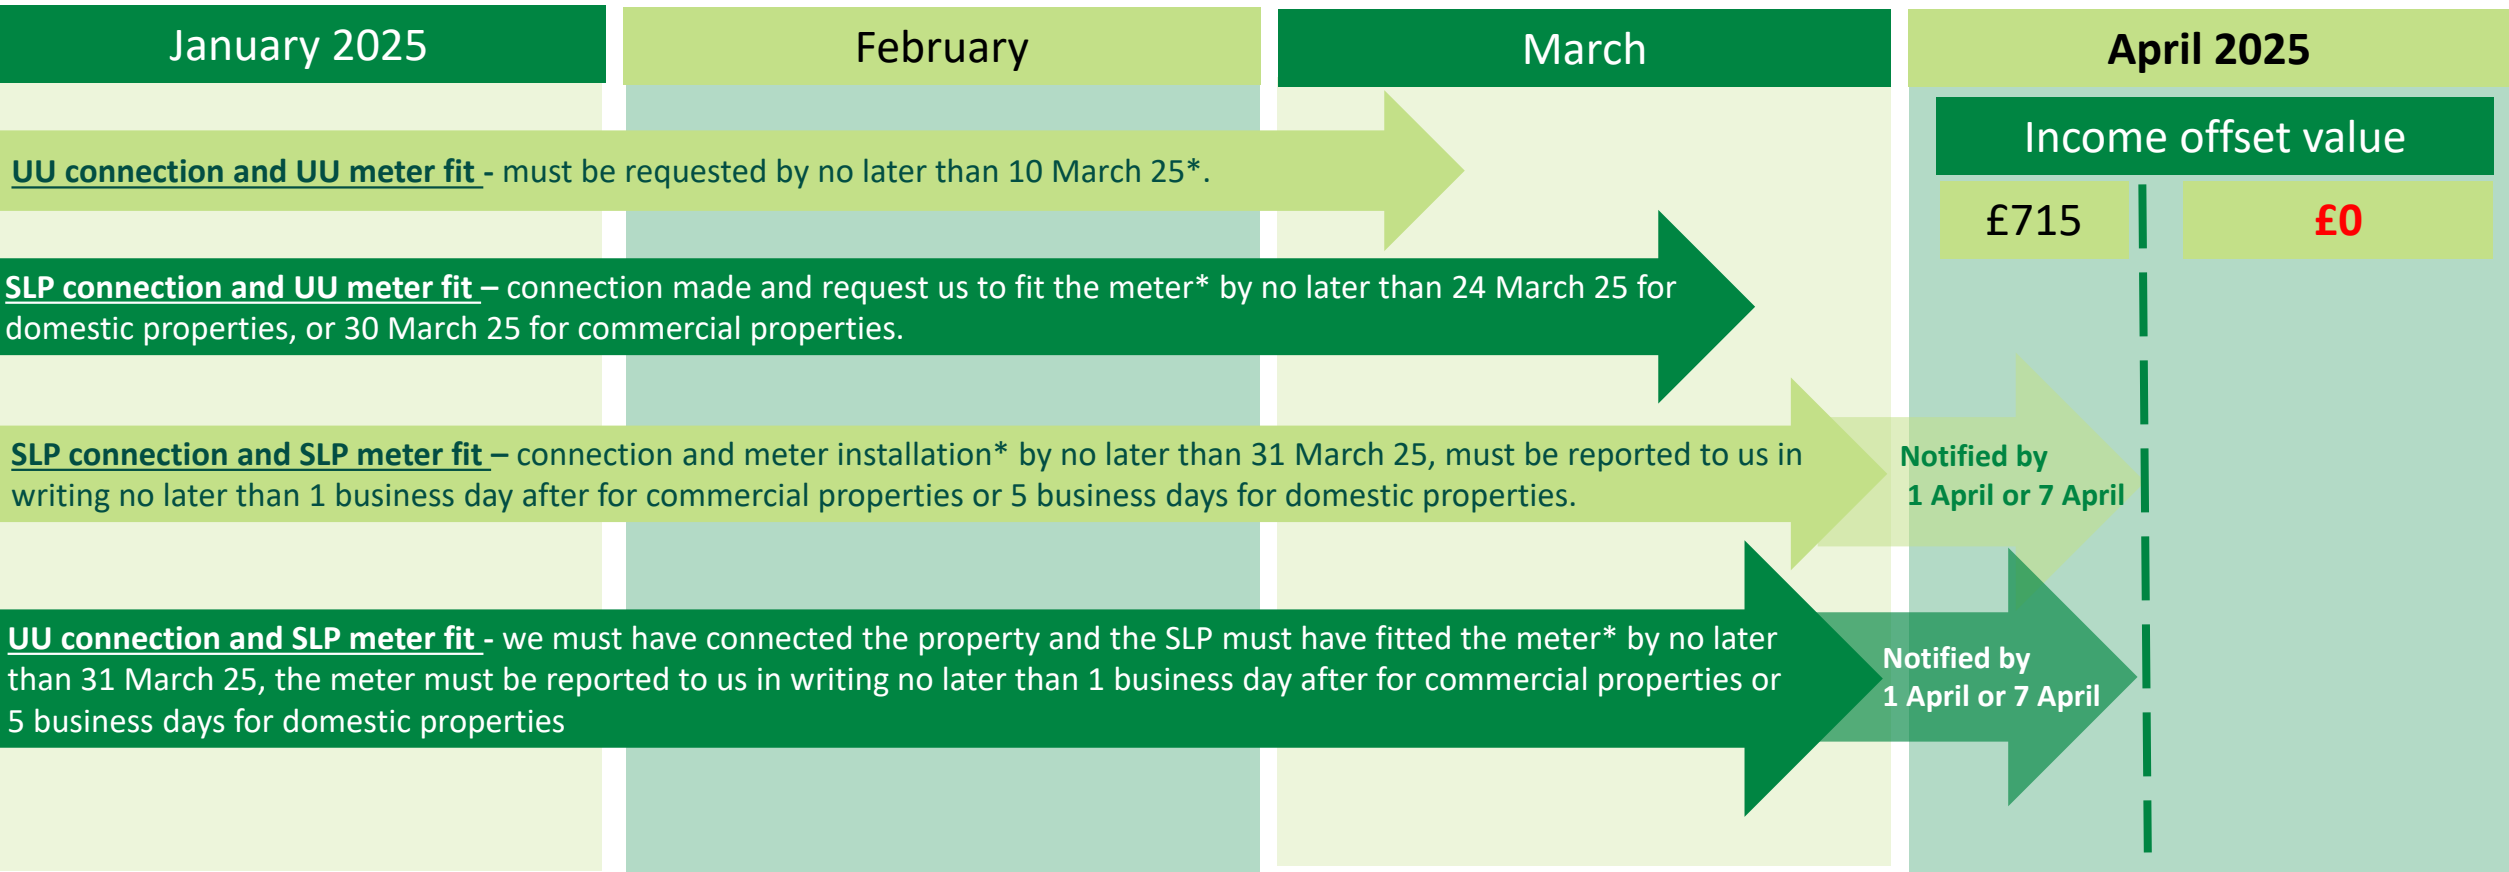 January 2025
February
March
April 2025
Income offset value
£715
£0
UU connection and UU meter fit - must be requested by no later than 10 March 25*.
SLP connection and UU meter fit – connection made and request us to fit the meter* by no later than 24 March 25 for
domestic properties, or 30 March 25 for commercial properties.
SLP connection and SLP meter fit – connection and meter installation* by no later than 31 March 25, must be reported to us in
writing no later than 1 business day after for commercial properties or 5 business days for domestic properties.
Notified by
1 April or 7 April
UU connection and SLP meter fit - we must have connected the property and the SLP must have fitted the meter* by no later
than 31 March 25, the meter must be reported to us in writing no later than 1 business day after for commercial properties or
5 business days for domestic properties
Notified by
1 April or 7 April